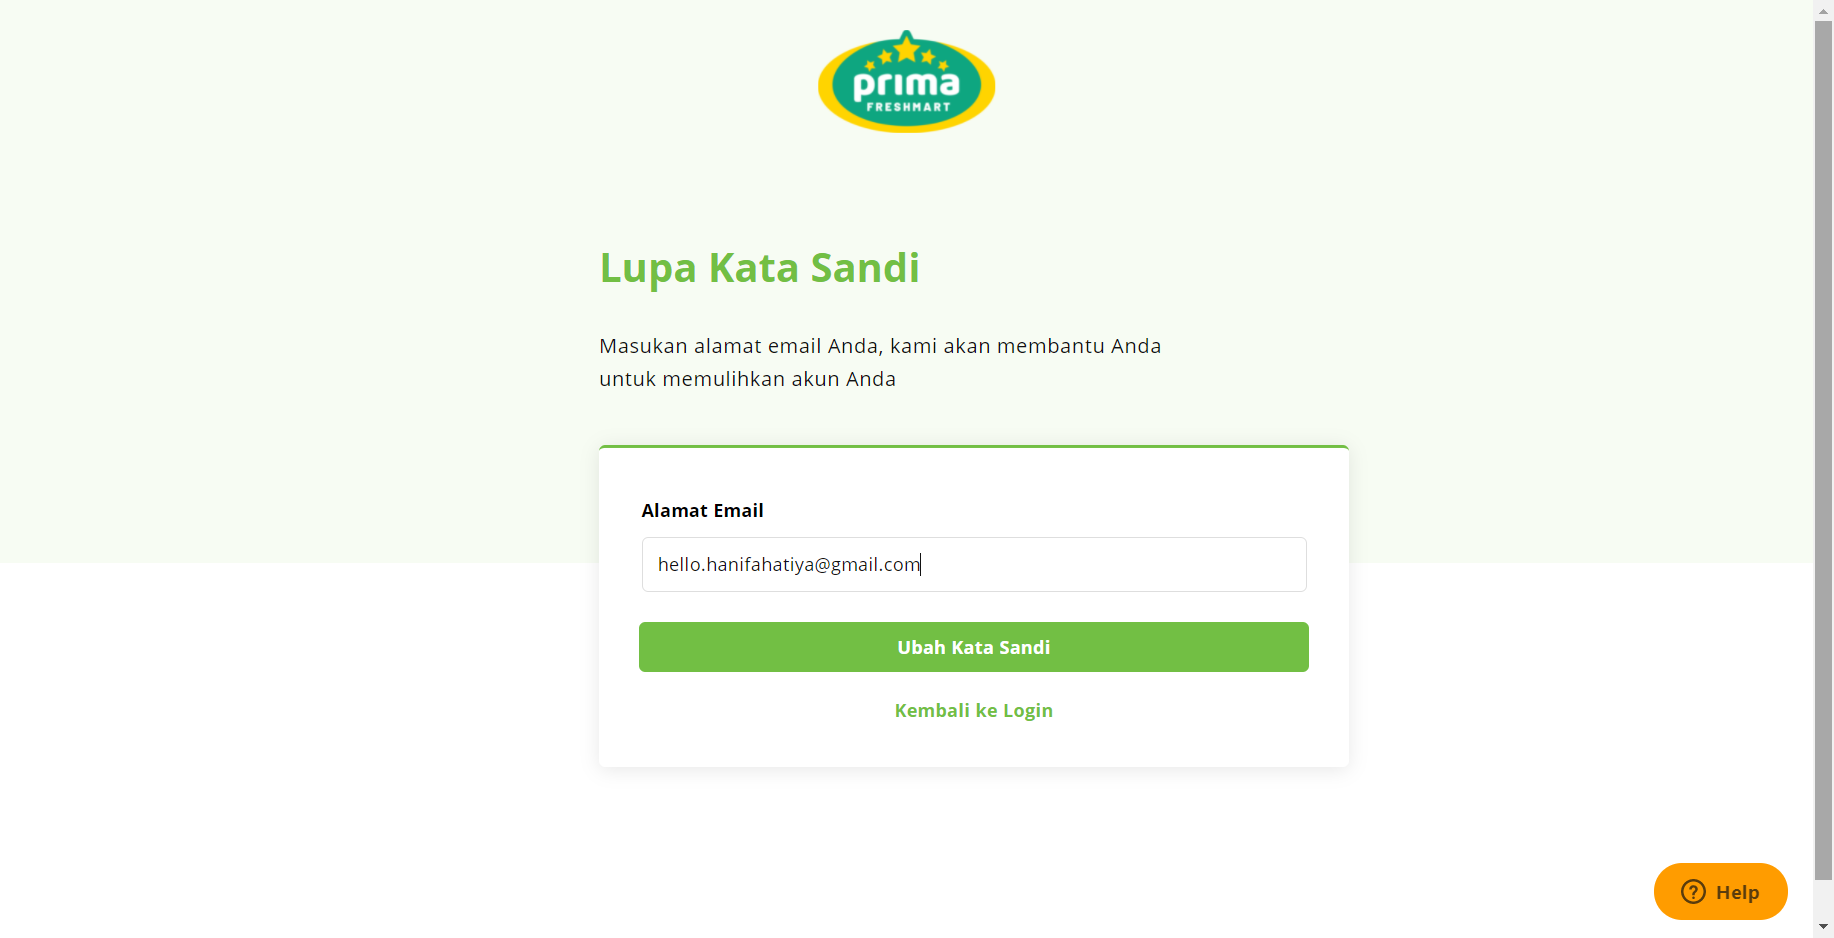 prima
FRESHMART
Lupa Kata Sandi
Masukan alamat email Anda, kami akan membantu Anda
untuk memulihkan akun Anda
Alamat Email
hello.hanifahatiya@gmail.com
Ubah Kata Sandi
Kembali ke Login
? Help